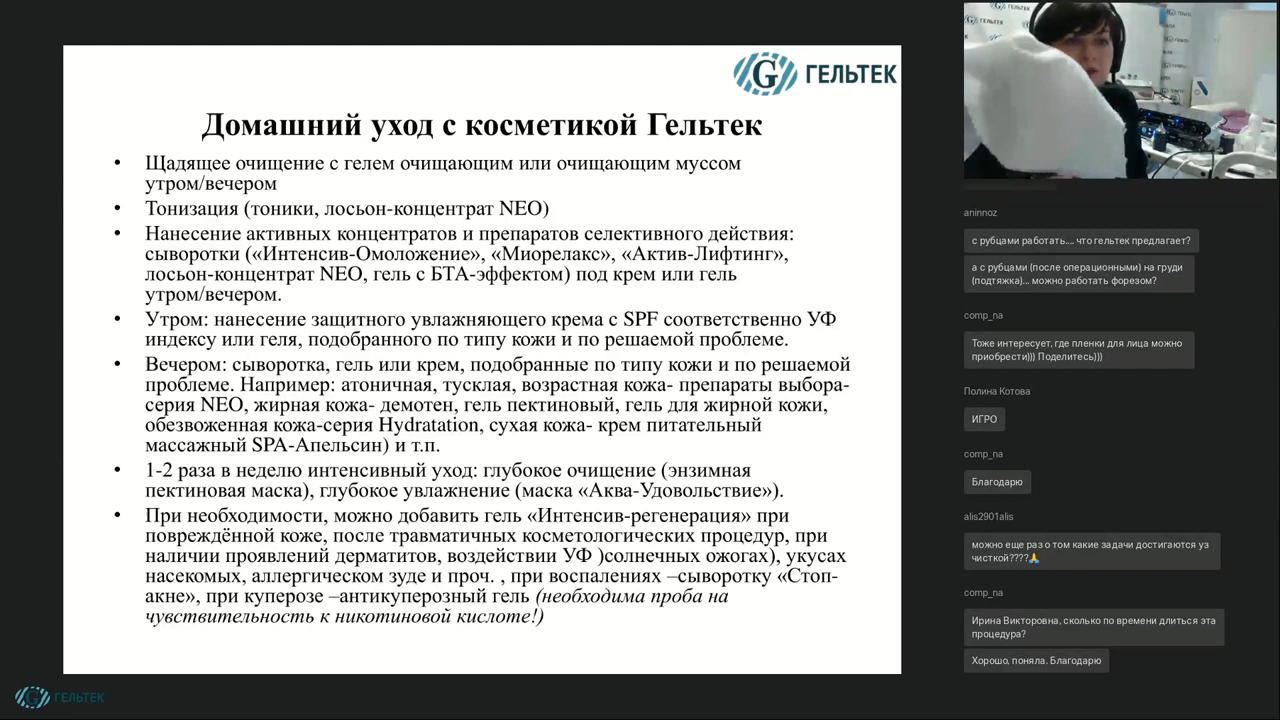 ГЕЛЬТЕК
Домашний уход с косметикой Гельтек
• Щадящее очищение с гелем очищающим или очищающим муссом
утром/вечером
• Тонизация (тоники, лосьон-концентрат NEO)
• Нанесение активных концентратов и препаратов селективного действия:
сыворотки («Интенсив-Омоложение», «Миорелакс», «Актив-Лифтинг»,
лосьон-концентрат NEO, гель с БТА-эффектом) под крем или гель
утром/вечером.
• Утром: нанесение защитного увлажняющего крема с SPF соответственно УФ
индексу или геля, подобранного по типу кожи и по решаемой проблеме.
• Вечером: сыворотка, гель или крем, подобранные по типу кожи и по решаемой
проблеме. Например: атоничная, тусклая, возрастная кожа- препараты выбора-
серия NEO, жирная кожа- демотен, гель пектиновый, гель для жирной кожи,
обезвоженная кожа-серия Hydratation, сухая кожа- крем питательный
массажный SPA-Апельсин) и т.п.
• 1-2 раза в неделю интенсивный уход: глубокое очищение (энзимная
пектиновая маска), глубокое увлажнение (маска «Аква-Удовольствие»).
• При необходимости, можно добавить гель «Интенсив-регенерация» при
повреждённой коже, после травматичных косметологических процедур, при
наличии проявлений дерматитов, воздействии УФ )солнечных ожогах), укусах
насекомых, аллергическом зуде и проч. , при воспалениях –сыворотку «Стоп-
акне», при куперозе –антикуперозный гель (необходима проба на
чувствительность к никотиновой кислоте!)
ГЕЛЬТЕК
aninnoz
с рубцами работать.... что гельтек предлагает?
а с рубцами (после операционными) на груди
(подтяжка)... можно работать форезом?
comp_na
Тоже интересует, где пленки для лица можно
приобрести))) Поделитесь)))
Полина Котова
ИГРО
comp_na
Благодарю
alis2901alis
можно еще раз о том какие задачи достигаются уз
чисткой????🙏
comp_na
Ирина Викторовна, сколько по времени длиться эта
процедура?
Хорошо, поняла. Благодарю